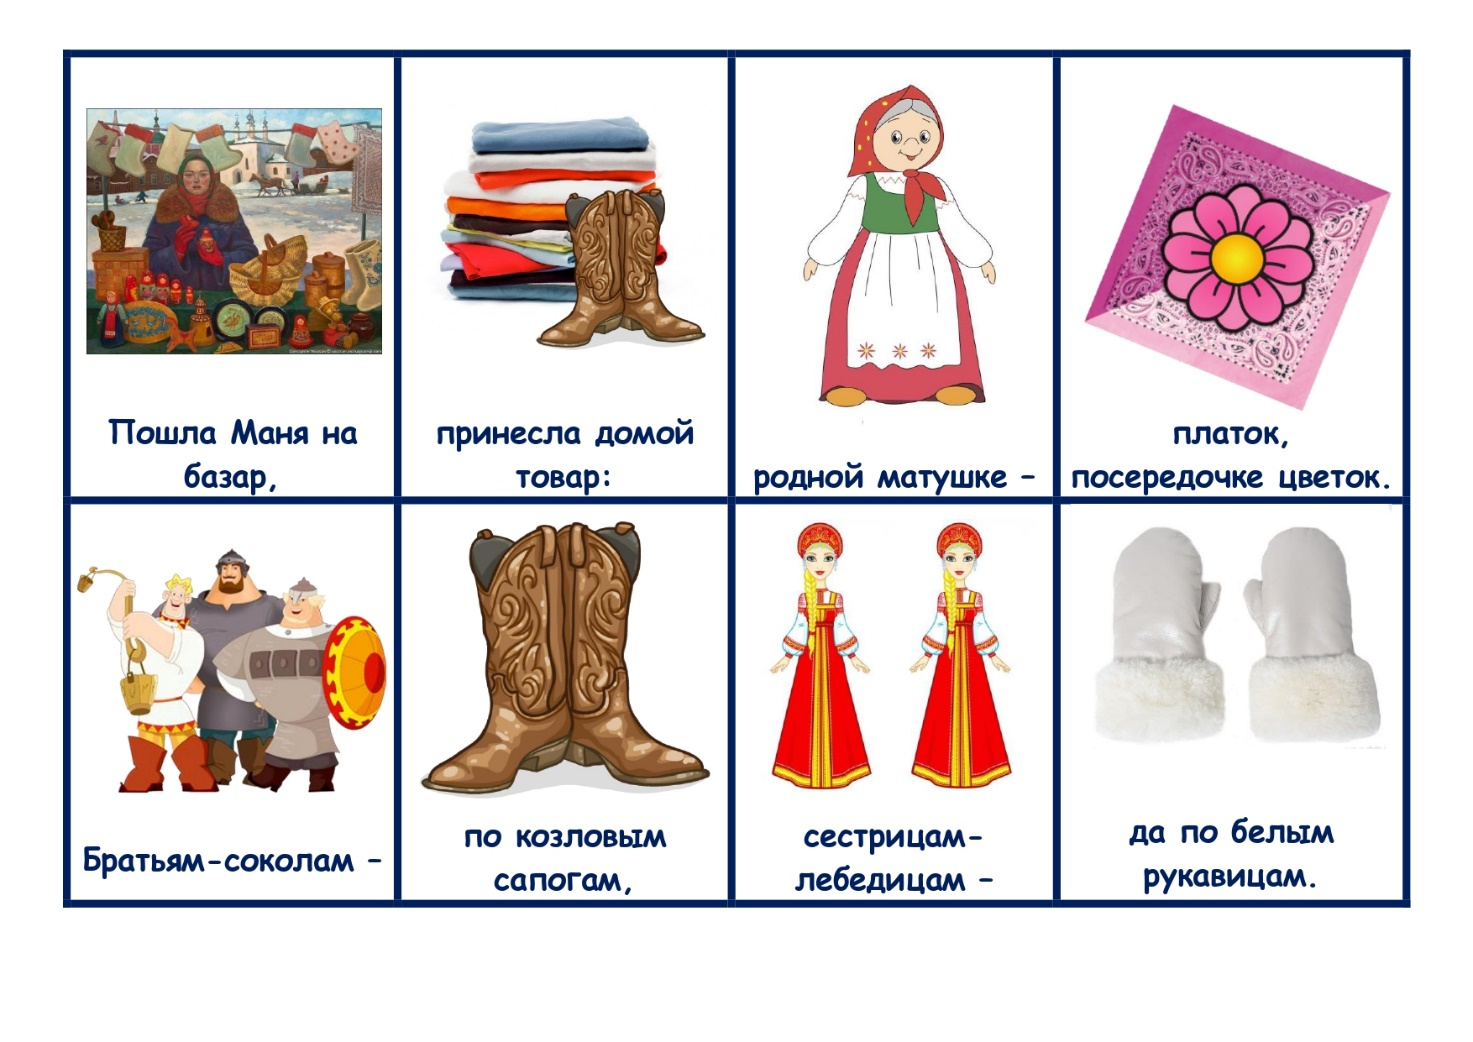 Пошла Маня на
базар,
принесла домой
товар:
родной матушке –
платок,
посередочке цветок.
Братьям-соколам –
по козловым
сапогам,
сестрицам-
лебедицам –
да по белым
рукавицам.